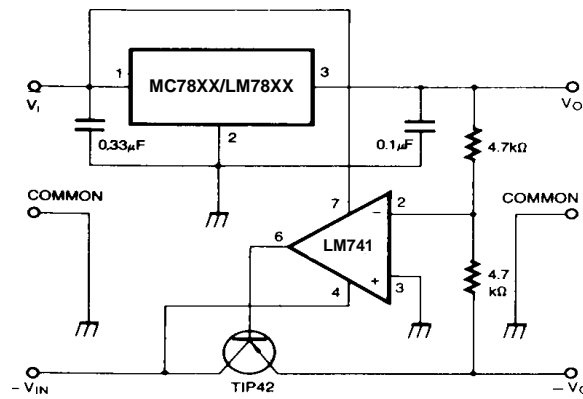 1
MC78XX/LM78XX
3
V_I
V_O
2
0.33μF
0.1μF
4.7kΩ
COMMON
COMMON
7
2
−
6
LM741
4.7
kΩ
+
4
3
−V_IN
TIP42